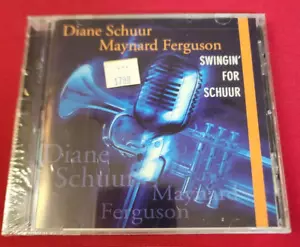 Diane Schuur
Maynard Ferguson
SWINGIN'
FOR
SCHUUR
Diane
Schuur
Maynard
Ferguson